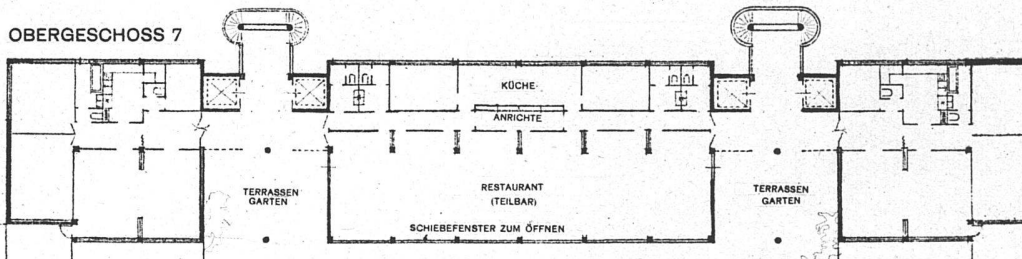 OBERGESCHOSS 7
KÜCHE
ANRICHTE
TERRASSEN
GARTEN
RESTAURANT
(TEILBAR)
TERRASSEN
GARTEN
SCHIEBEFENSTER ZUM ÖFFNEN